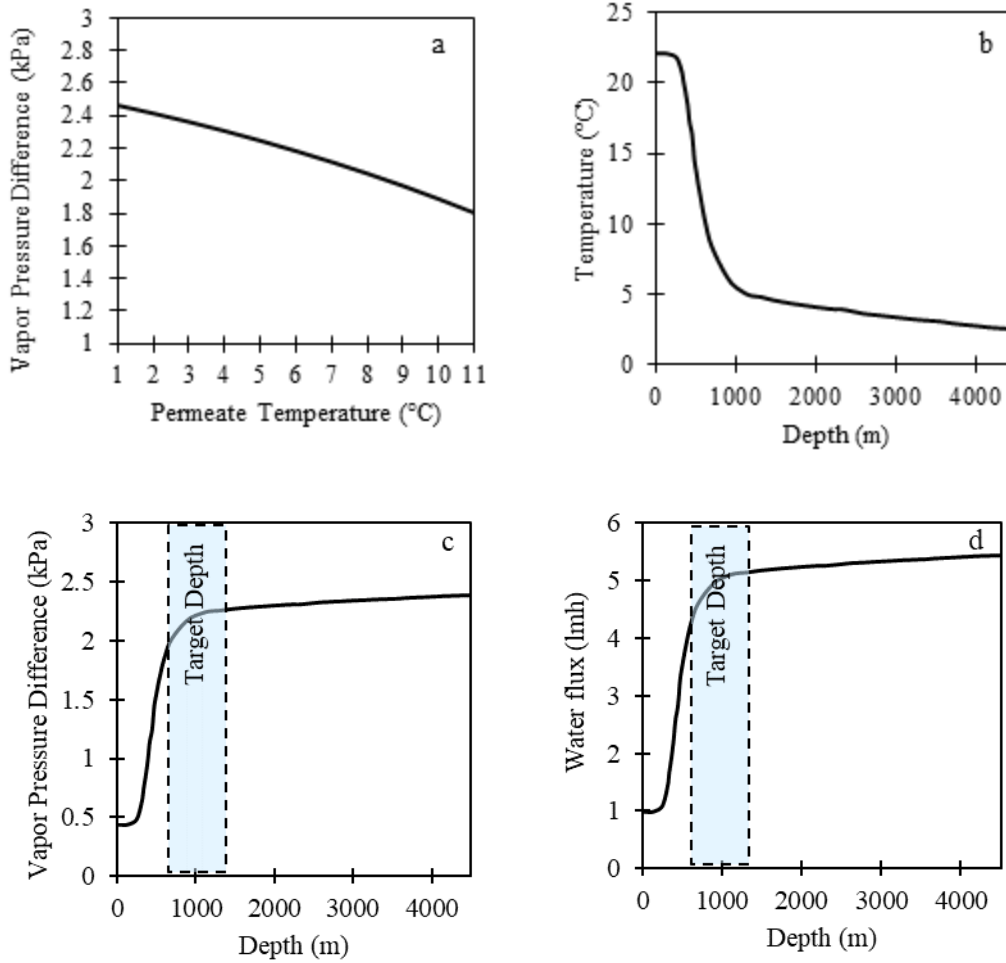 a
Vapor Pressure Difference (kPa)
3
2.8
2.6
2.4
2.2
2
1.8
1.6
1.4
1.2
1
1 2 3 4 5 6 7 8 9 10 11
Permeate Temperature (°C)
b
Temperature (°C)
25
20
15
10
5
0
0 1000 2000 3000 4000
Depth (m)
c
Vapor Pressure Difference (kPa)
3
2.5
2
1.5
1
0.5
0
Target Depth
0 1000 2000 3000 4000
Depth (m)
d
Water flux (lmh)
6
5
4
3
2
1
0
Target Depth
0 1000 2000 3000 4000
Depth (m)